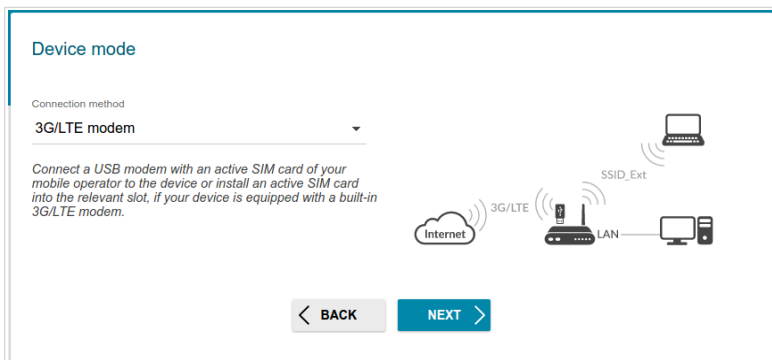 Device mode
Connection method
3G/LTE modem
Connect a USB modem with an active SIM card of your
mobile operator to the device or install an active SIM card
into the relevant slot, if your device is equipped with a built-in
3G/LTE modem.
SSID_Ext
3G/LTE
Internet
LAN
BACK
NEXT